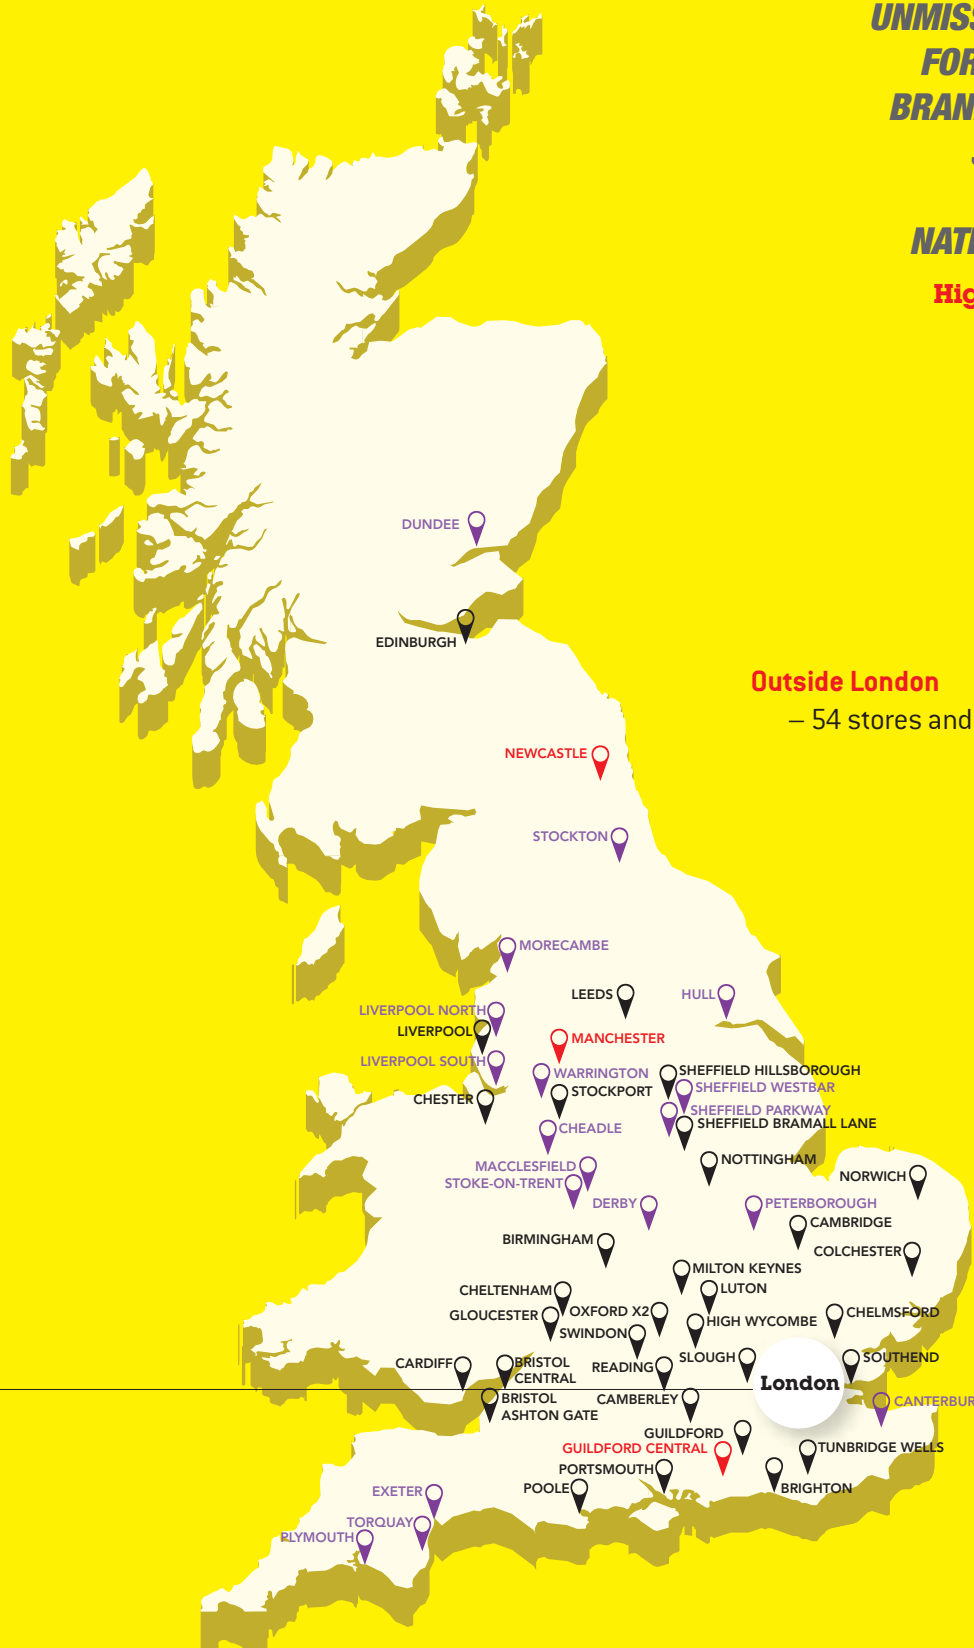 UNMISS
FOR
BRAN
NATI
Hig
DUNDEE
EDINBURGH
Outside London
– 54 stores and
NEWCASTLE
STOCKTON
MORECAMBE
LEEDS
HULL
LIVERPOOL NORTH
LIVERPOOL
MANCHESTER
LIVERPOOL SOUTH
WARRINGTON
SHEFFIELD HILLSBOROUGH
SHEFFIELD WESTBAR
STOCKPORT
CHESTER
SHEFFIELD PARKWAY
SHEFFIELD BRAMALL LANE
CHEADLE
NOTTINGHAM
MACCLESFIELD
NORWICH
STOKE-ON-TRENT
DERBY
PETERBOROUGH
CAMBRIDGE
BIRMINGHAM
COLCHESTER
MILTON KEYNES
CHELTENHAM
LUTON
GLOUCESTER
OXFORD X2
CHELMSFORD
HIGH WYCOMBE
SWINDON
SLOUGH
SOUTHEND
CARDIFF
BRISTOL
CENTRAL
READING
London
BRISTOL
ASHTON GATE
CAMBERLEY
CANTERBUR
GUILDFORD
GUILDFORD CENTRAL
TUNBRIDGE WELLS
PORTSMOUTH
POOLE
BRIGHTON
EXETER
TORQUAY
PLYMOUTH